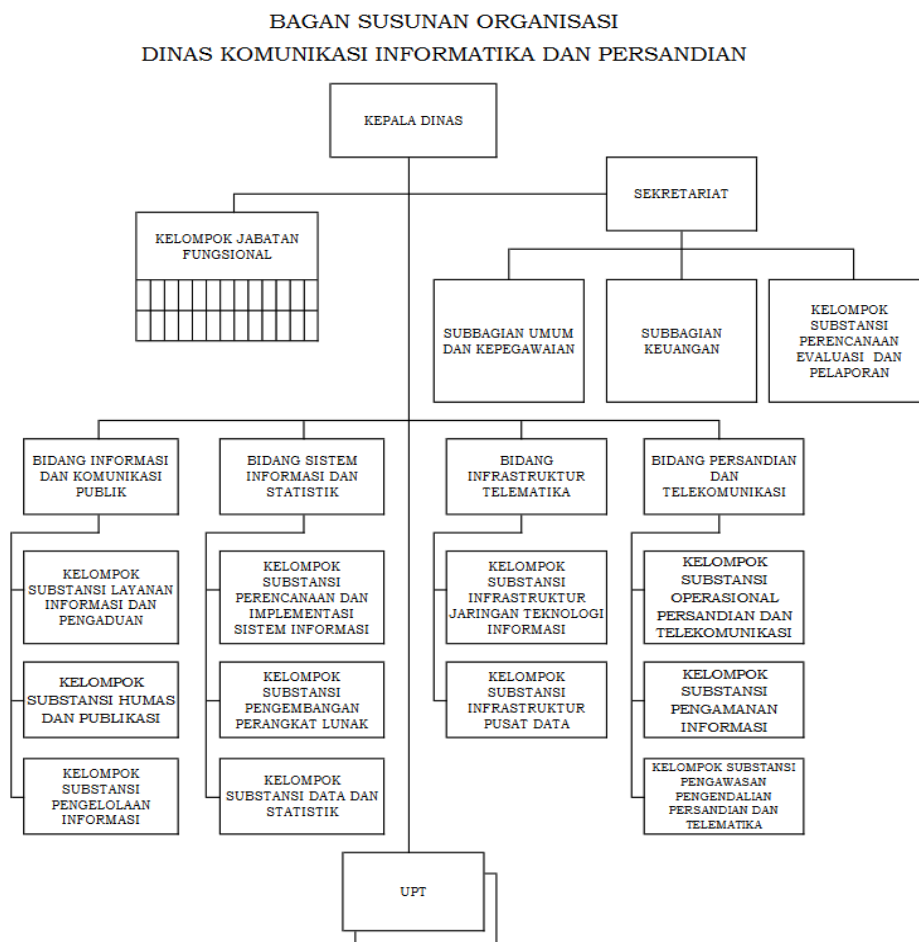 BAGAN SUSUNAN ORGANISASI
DINAS KOMUNIKASI INFORMATIKA DAN PERSANDIAN
KEPALA DINAS
SEKRETARIAT
KELOMPOK JABATAN
FUNGSIONAL
SUBBAGIAN UMUM
DAN KEPEGAWAIAN
SUBBAGIAN
KEUANGAN
KELOMPOK
SUBSTANSI
PERENCANAAN
EVALUASI DAN
PELAPORAN
BIDANG INFORMASI
DAN KOMUNIKASI
PUBLIK
BIDANG SISTEM
INFORMASI DAN
STATISTIK
BIDANG
INFRASTRUKTUR
TELEMATIKA
BIDANG PERSANDIAN
DAN
TELEKOMUNIKASI
KELOMPOK
SUBSTANSI LAYANAN
INFORMASI DAN
PENGADUAN
KELOMPOK
SUBSTANSI
PERENCANAAN DAN
IMPLEMENTASI
SISTEM INFORMASI
KELOMPOK
SUBSTANSI
INFRASTRUKTUR
JARINGAN TEKNOLOGI
INFORMASI
KELOMPOK
SUBSTANSI
OPERASIONAL
PERSANDIAN DAN
TELEKOMUNIKASI
KELOMPOK
SUBSTANSI HUMAS
DAN PUBLIKASI
KELOMPOK
SUBSTANSI
PENGEMBANGAN
PERANGKAT LUNAK
KELOMPOK
SUBSTANSI
INFRASTRUKTUR
PUSAT DATA
KELOMPOK
SUBSTANSI
PENGAMANAN
INFORMASI
KELOMPOK
SUBSTANSI
PENGELOLAAN
INFORMASI
KELOMPOK
SUBSTANSI DATA DAN
STATISTIK
KELOMPOK SUBSTANSI
PENGAWASAN
PENGENDALIAN
PERSANDIAN DAN
TELEMATIKA
UPT